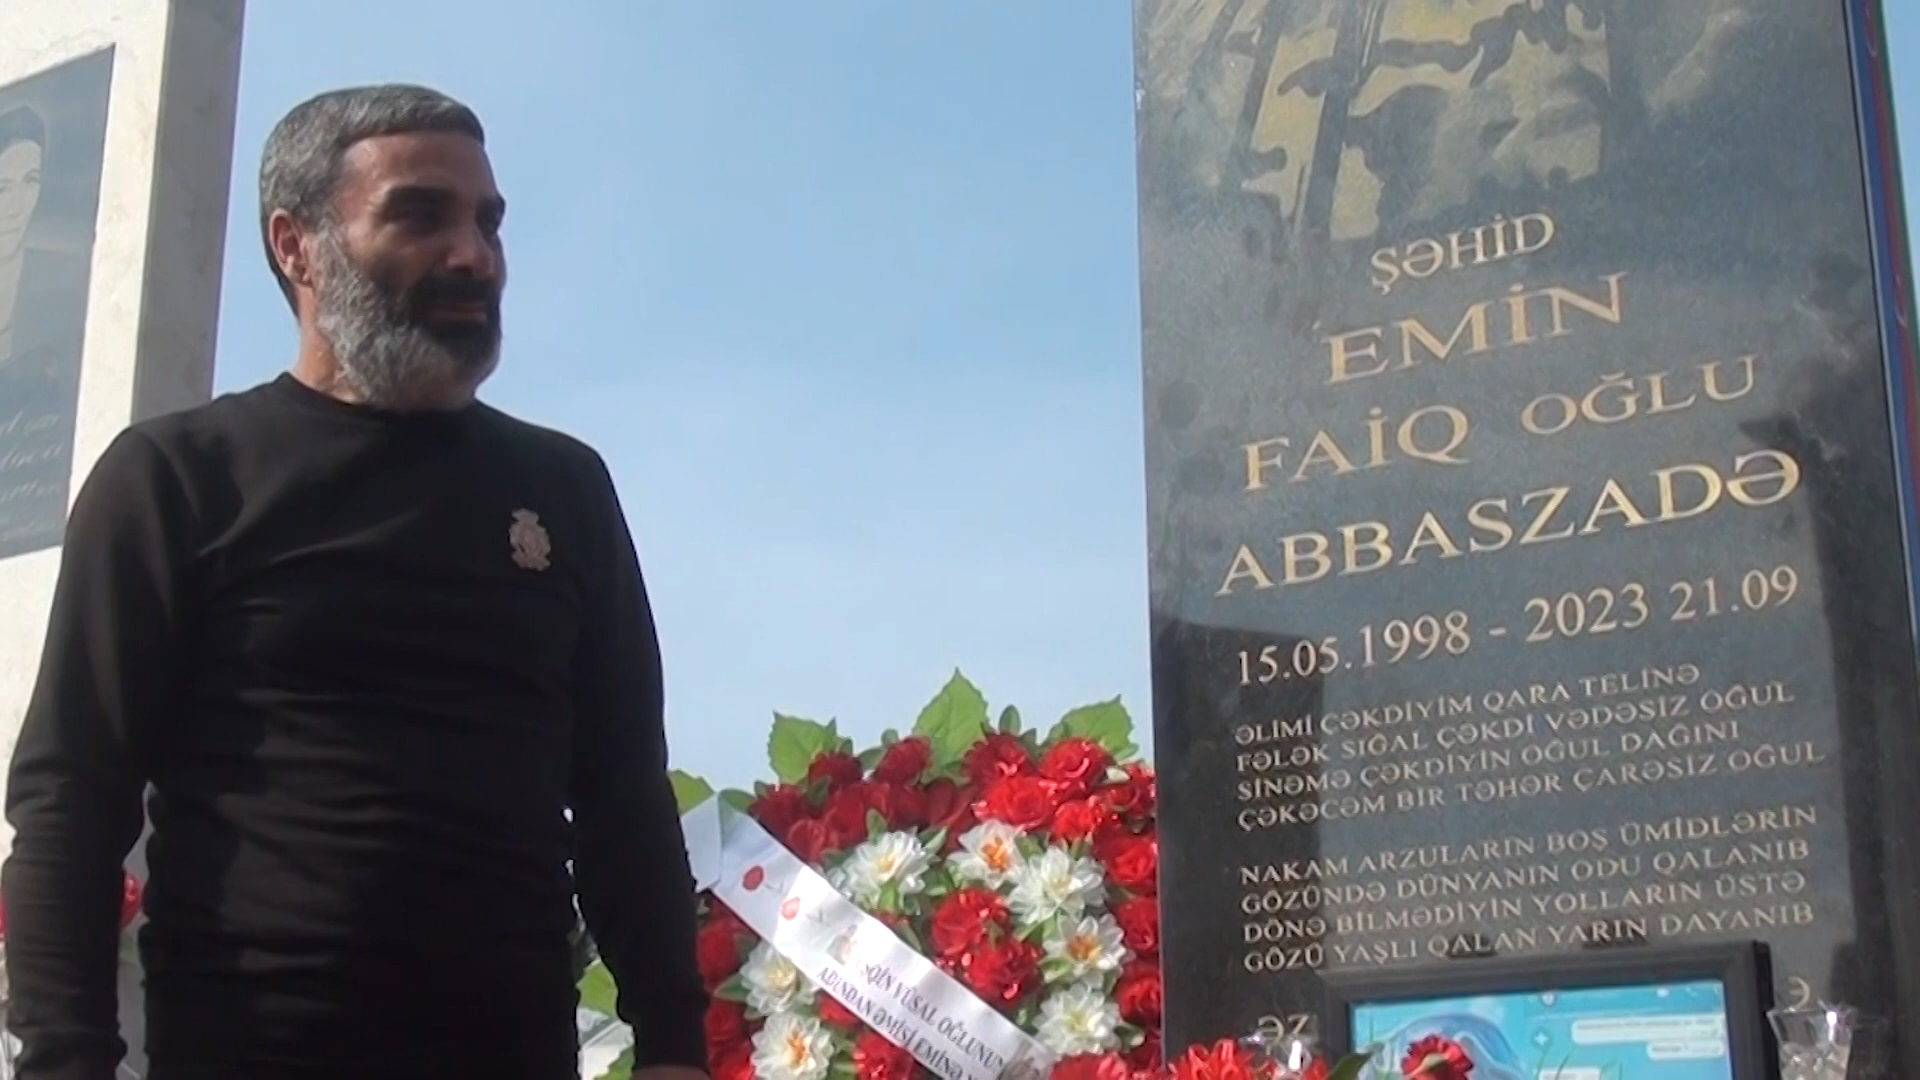 ŞƏHİD
EMİN
FAİQ OĞLU
ABBASZADƏ
15.05.1998 - 2023 21.09
ƏLİMİ ÇƏKDİYİM QARA TELİNƏ
FƏLƏK SIĞAL ÇƏKDİ VƏDƏSİZ OĞUL
SİNƏMƏ ÇƏKDİYİN OĞUL DAĞINI
ÇƏKƏCƏM BİR TƏHƏR ÇARƏSİZ OĞUL
NAKAM ARZULARIN BOŞ ÜMİDLƏRİN
GÖZÜNDƏ DÜNYANIN ODU QALANIB
DÖNƏ BİLMƏDİYİN YOLLARIN ÜSTƏ
GÖZÜ YAŞLI QALAN YARIN DAYANIB
ƏZ
Ə
VÜSAL OĞLUNUN
ADINDAN ƏMİSİ EMİNƏ